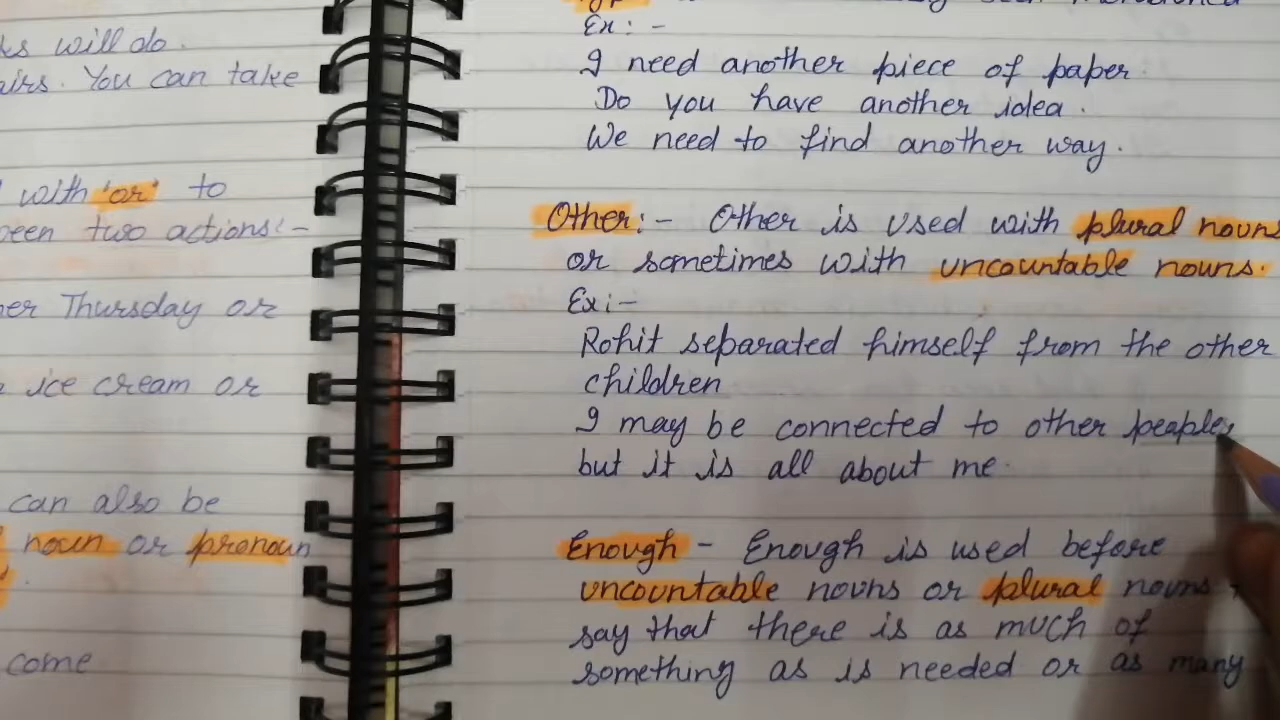 ks will do.
airs. You can take
with 'or' to
een two actions:-
er Thursday or
ice cream or
can also be
noun or pronoun
come
Ex:-
I need another piece of paper
Do you have another idea.
We need to find another way.
Other:- Other is used with plural nouns
or sometimes with uncountable nouns.
Ex:-
Rohit separated himself from the other
children
I may be connected to other peaples
but it is all about me.
Enough - Enough is used before
uncountable nouns or plural nouns
say that there is as much of
something as is needed or as many